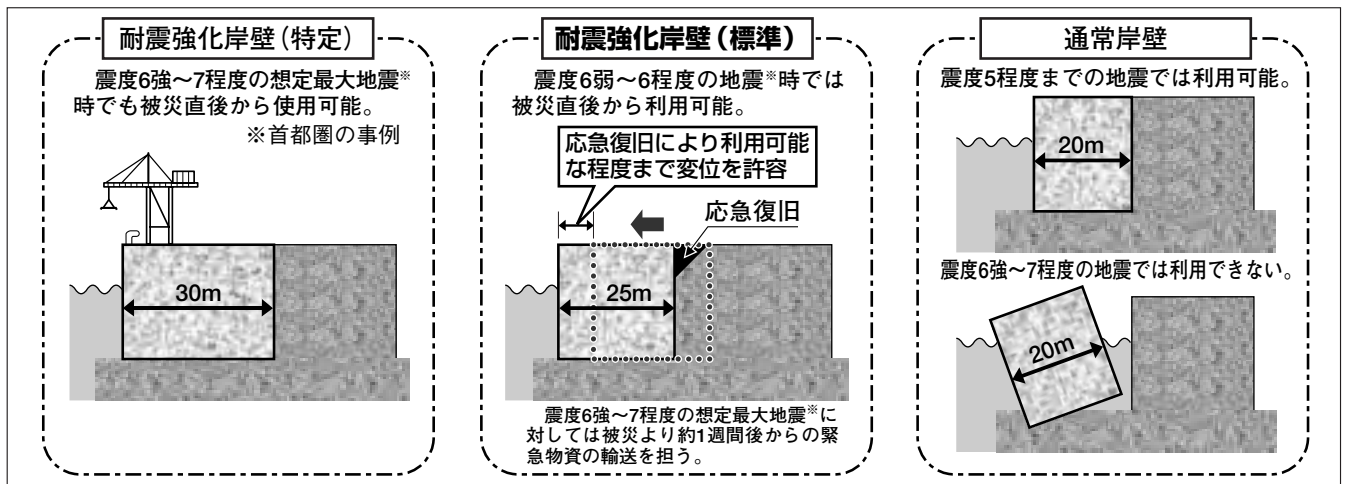 耐震強化岸壁（特定）
震度6強～7程度の想定最大地震※
時でも被災直後から使用可能。
※首都圏の事例
30m
耐震強化岸壁（標準）
震度6弱～6程度の地震※時では
被災直後から利用可能。
応急復旧により利用可能
な程度まで変位を許容
応急復旧
25m
震度6強～7程度の想定最大地震※に
対しては被災より約1週間後からの緊
急物資の輸送を担う。
通常岸壁
震度5程度までの地震では利用可能。
20m
震度6強～7程度の地震では利用できない。
20m